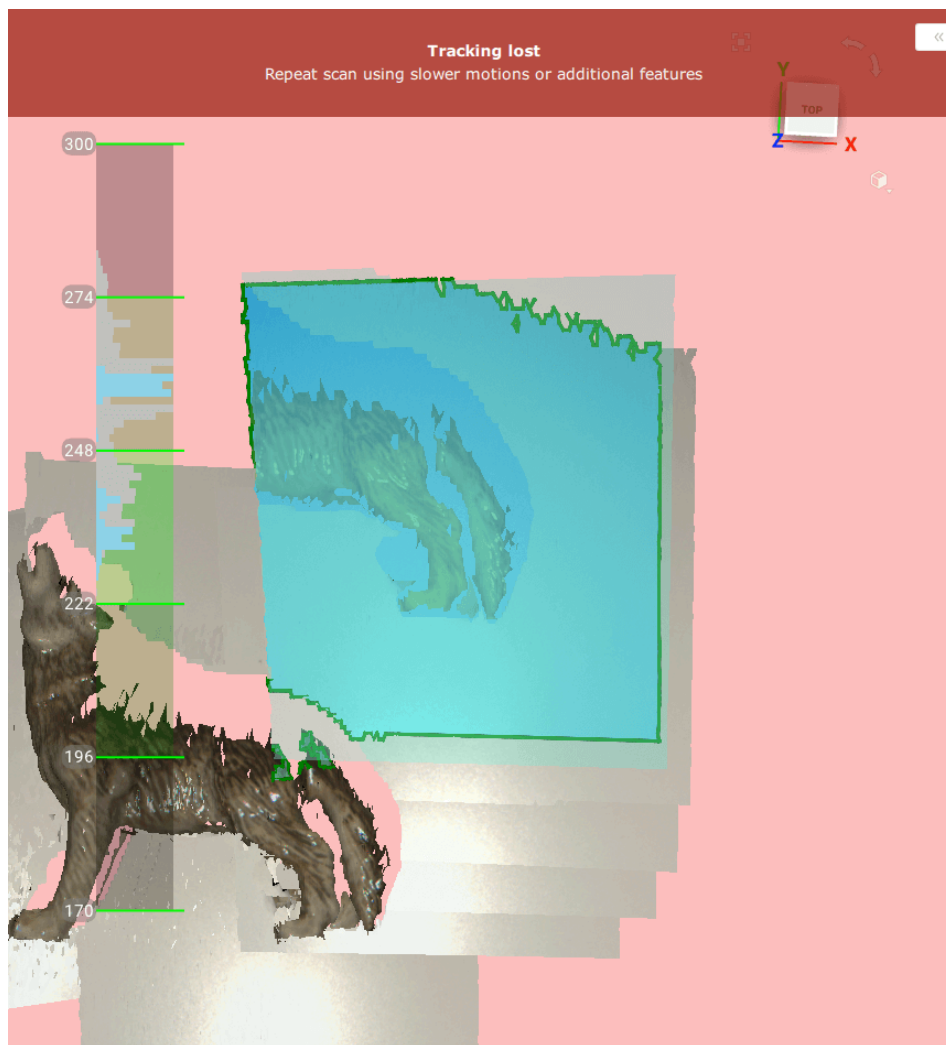 Tracking lost
Repeat scan using slower motions or additional features
«
Y
TOP
Z
X
300
274
248
222
196
170